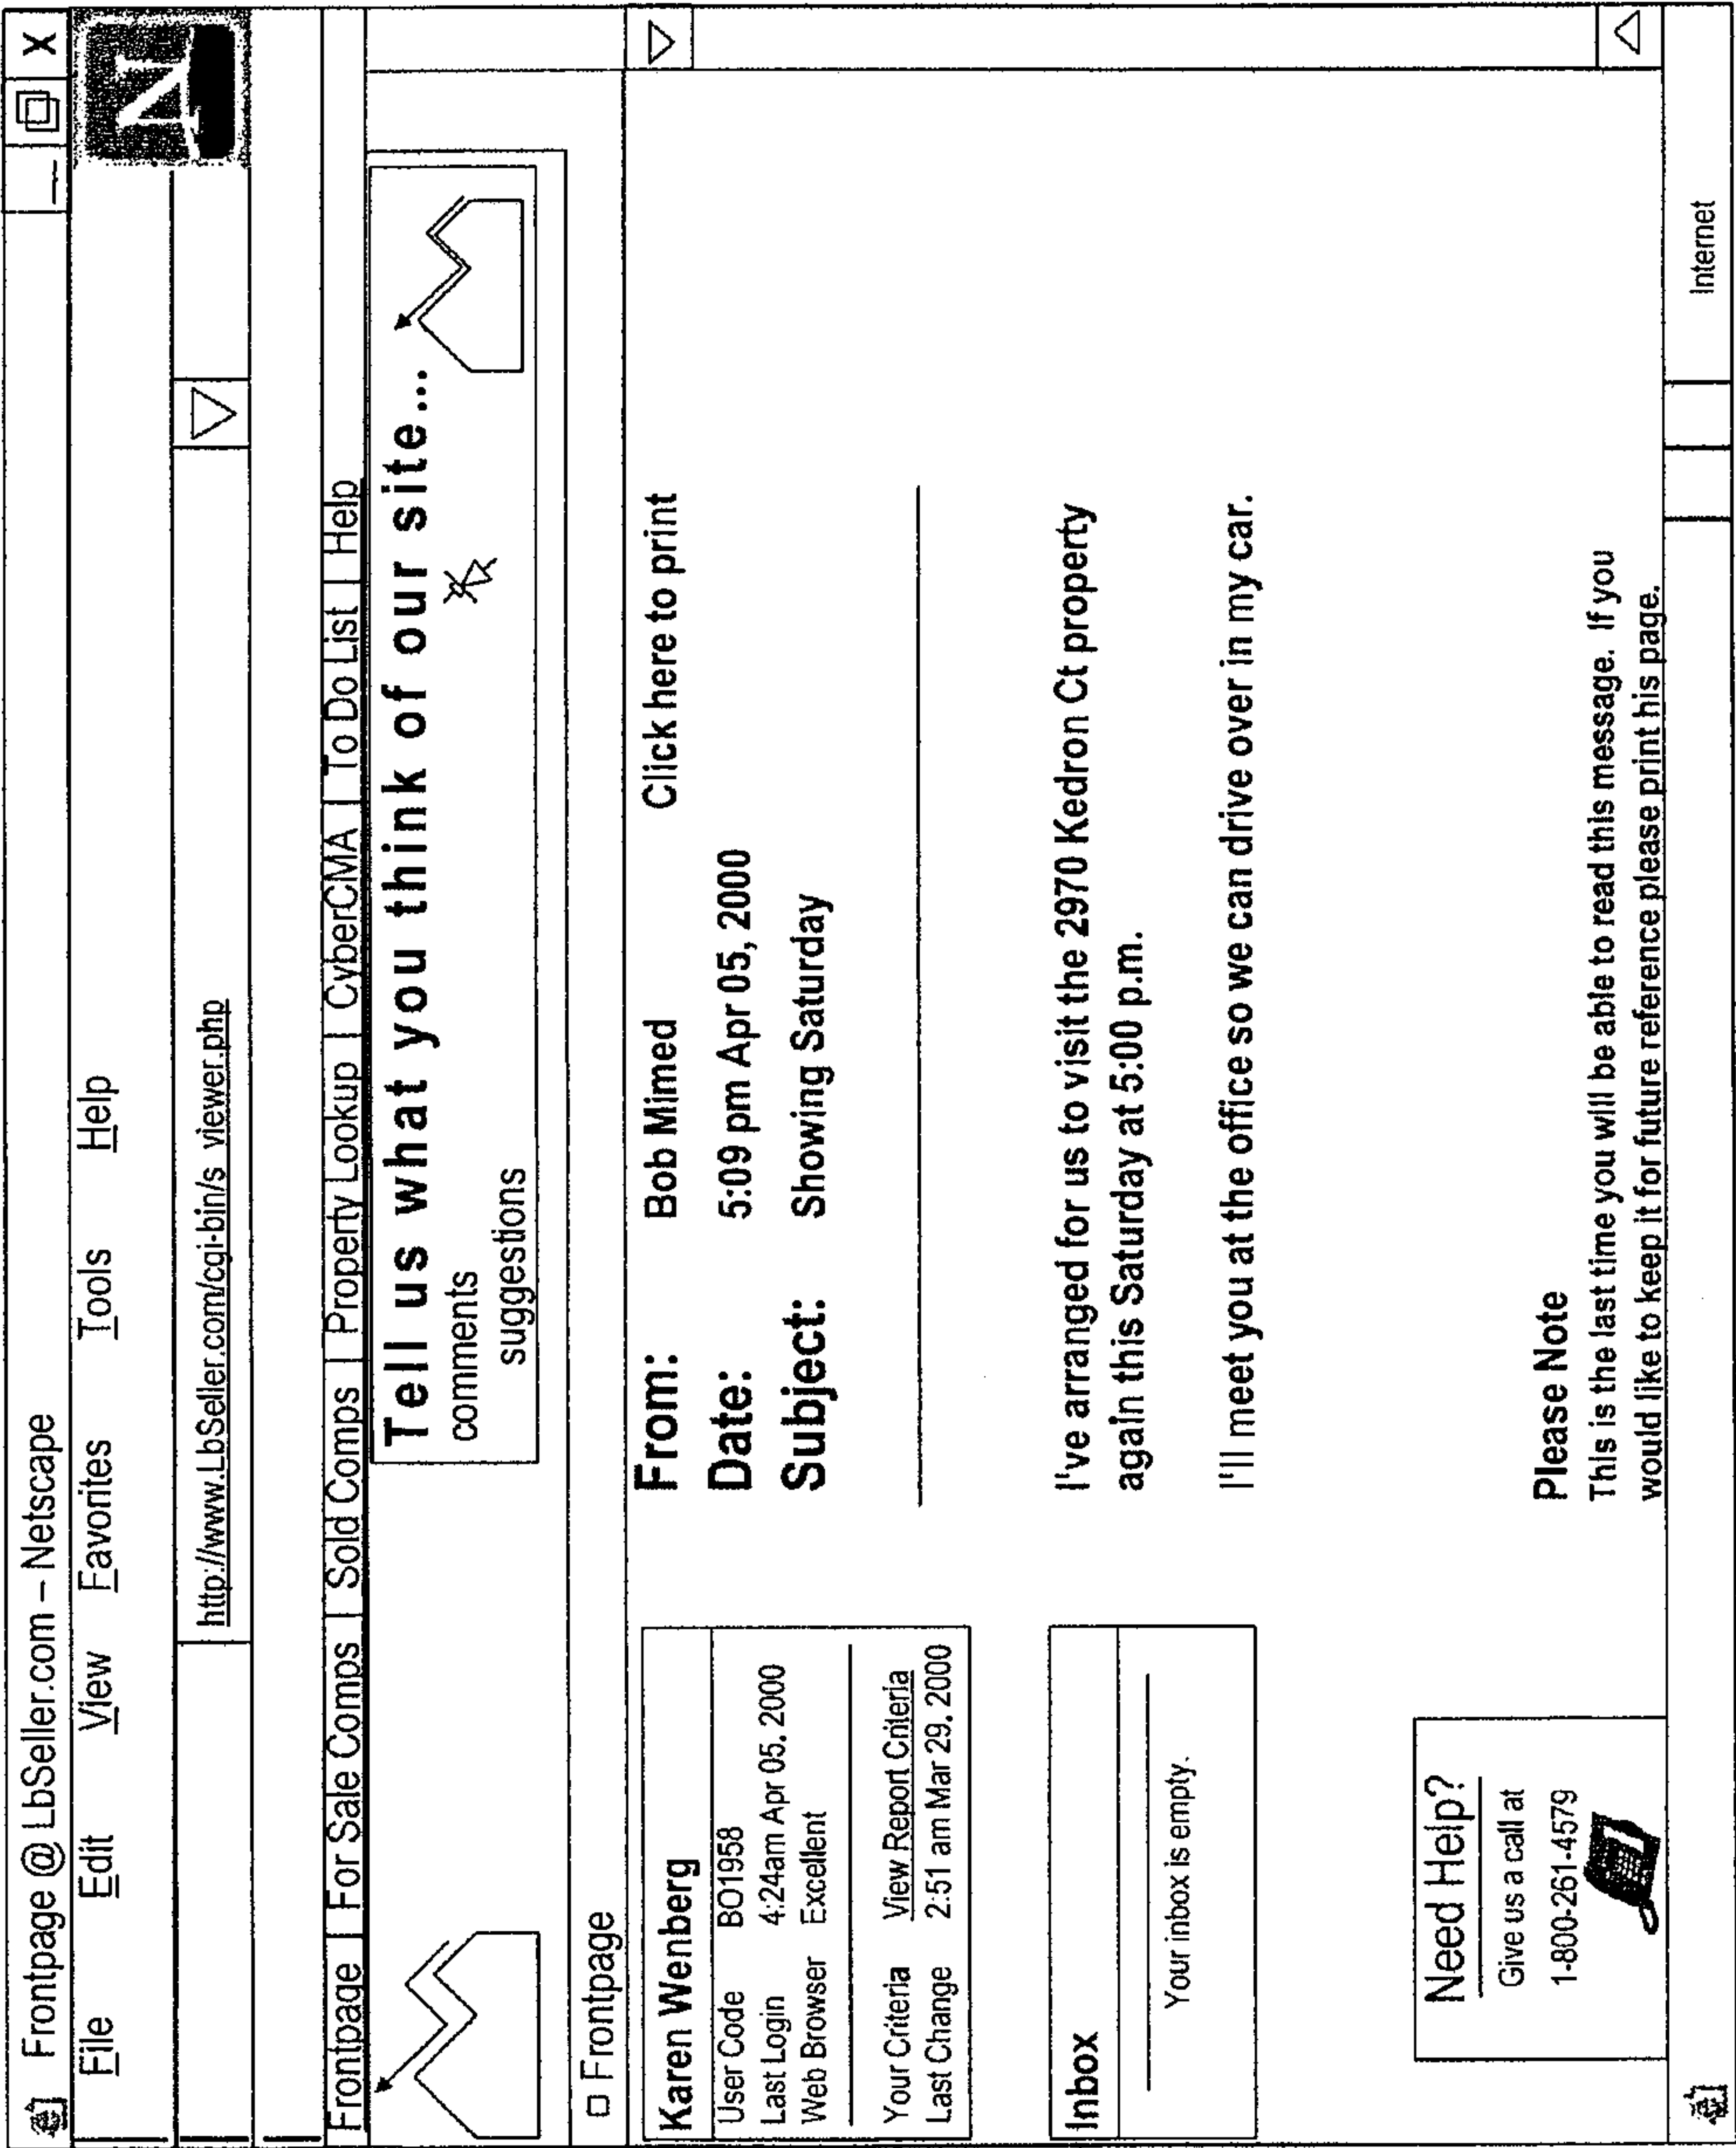 Frontpage @ LbSeller.com – Netscape
_ X
File Edit View Favorites Tools Help
N
http://www.LbSeller.com/cgi-bin/s viewer.php
Frontpage | For Sale Comps | Sold Comps | Property Lookup | CyberCMA | To Do List | Help
Tell us what you think of our site...
comments
suggestions
Frontpage
Karen Wenberg
User Code BO1958
Last Login 4:24am Apr 05, 2000
Web Browser Excellent
Your Criteria View Report Criteria
Last Change 2:51 am Mar 29, 2000
Inbox
Your inbox is empty.
Need Help?
Give us a call at
1-800-261-4579
From: Bob Mimed Click here to print
Date: 5:09 pm Apr 05, 2000
Subject: Showing Saturday
I've arranged for us to visit the 2970 Kedron Ct property
again this Saturday at 5:00 p.m.
I'll meet you at the office so we can drive over in my car.
Please Note
This is the last time you will be able to read this message. If you
would like to keep it for future reference please print his page.
Internet